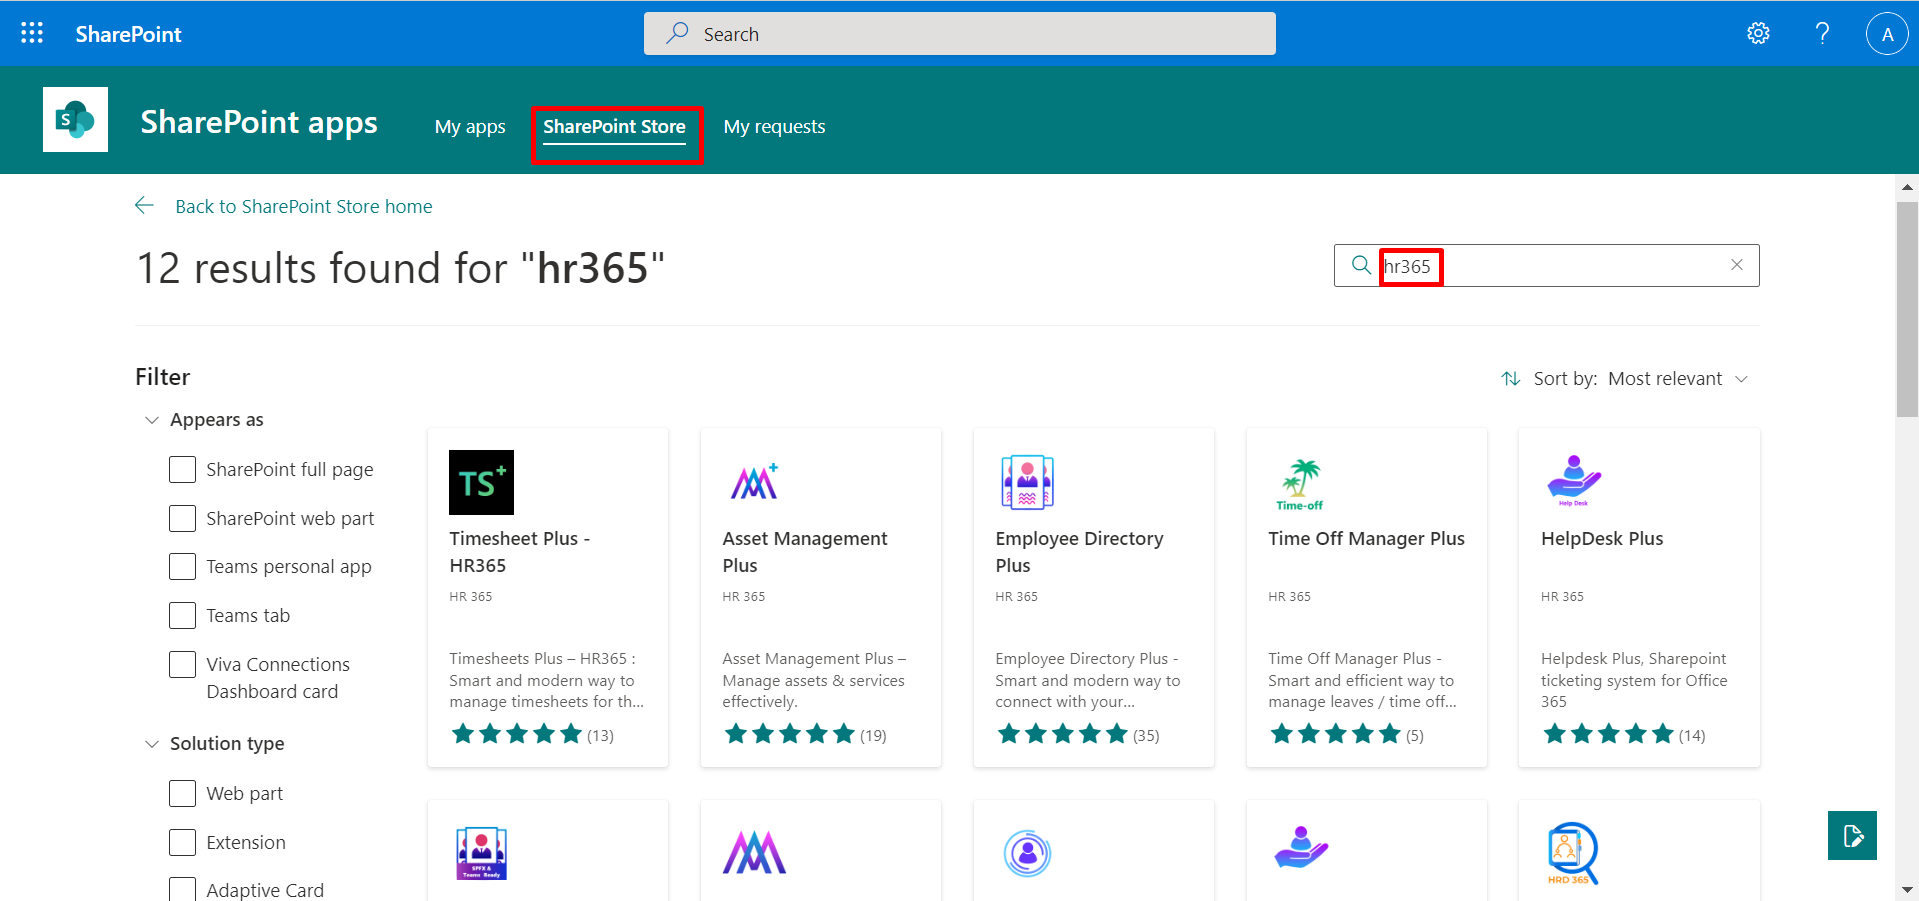 SharePoint
Search
A
S
SharePoint apps
My apps
SharePoint Store
My requests
Back to SharePoint Store home
12 results found for "hr365"
hr365
Filter
Sort by: Most relevant
Appears as
SharePoint full page
SharePoint web part
Teams personal app
Teams tab
Viva Connections
Dashboard card
Solution type
Web part
Extension
Adaptive Card
TS+
Timesheet Plus -
HR365
HR 365
Timesheets Plus – HR365 :
Smart and modern way to
manage timesheets for th...
(13)
Asset Management
Plus
HR 365
Asset Management Plus –
Manage assets & services
effectively.
(19)
Employee Directory
Plus
HR 365
Employee Directory Plus -
Smart and modern way to
connect with your...
(35)
Time-off
Time Off Manager Plus
HR 365
Time Off Manager Plus -
Smart and efficient way to
manage leaves / time off...
(5)
Help Desk
HelpDesk Plus
HR 365
Helpdesk Plus, Sharepoint
ticketing system for Office
365
(14)
SPFX &
Teams Ready
HRD 365